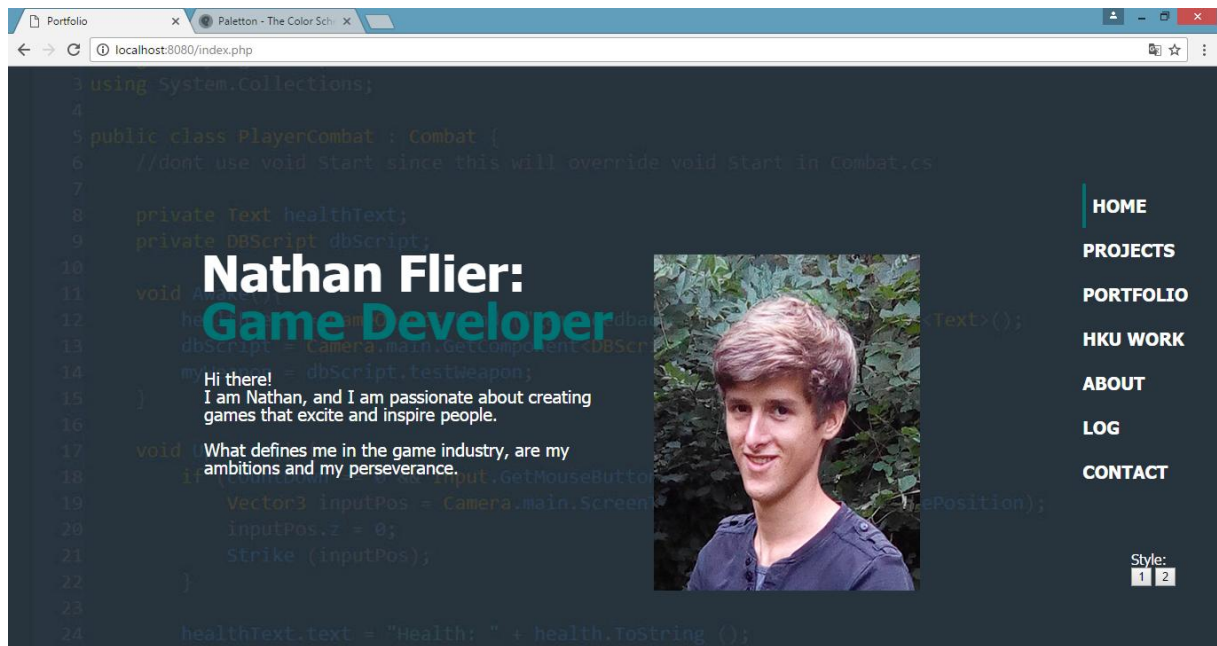 Portfolio
Paletton - The Color Sch
localhost:8080/index.php
3 using System.Collections;
4
5 public class PlayerCombat : Combat {
6 //dont use void Start since this will override void Start in Combat.cs
7
8 private Text healthText;
9 private DBScript dbScript;
10
11 void
12 <Text>();
13 dbScript = Camera.main.GetComponent<DBScr
14 = dbScript.testWeapon;
15 }
16
17 void
18 if Input.GetMouseButto
19 Vector3 inputPos = Camera.main.Screen ePosition);
20 inputPos.z = 0;
21 Strike (inputPos);
22 }
23
24 healthText.text = "Health: " + health.ToString ();
Nathan Flier:
Game Developer
Hi there!
I am Nathan, and I am passionate about creating
games that excite and inspire people.
What defines me in the game industry, are my
ambitions and my perseverance.
HOME
PROJECTS
PORTFOLIO
HKU WORK
ABOUT
LOG
CONTACT
Style:
1 2